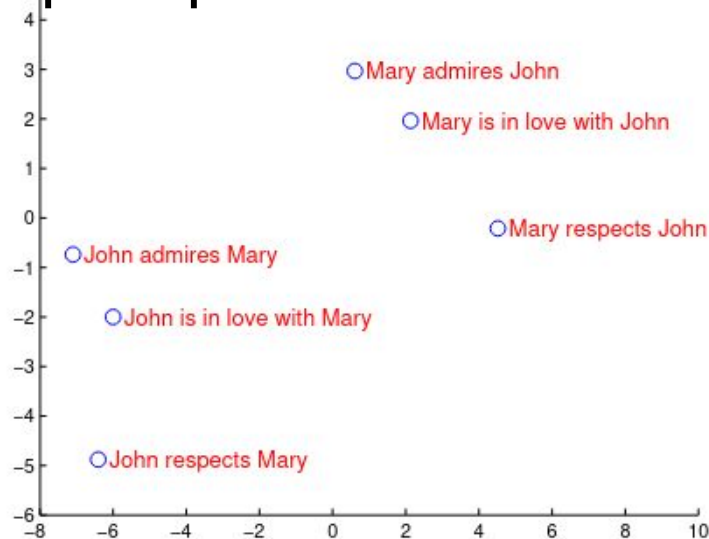 4
3
Mary admires John
2
Mary is in love with John
1
0
Mary respects John
John admires Mary
−1
−2
John is in love with Mary
−3
−4
John respects Mary
−5
−6
−8 −6 −4 −2 0 2 4 6 8 10